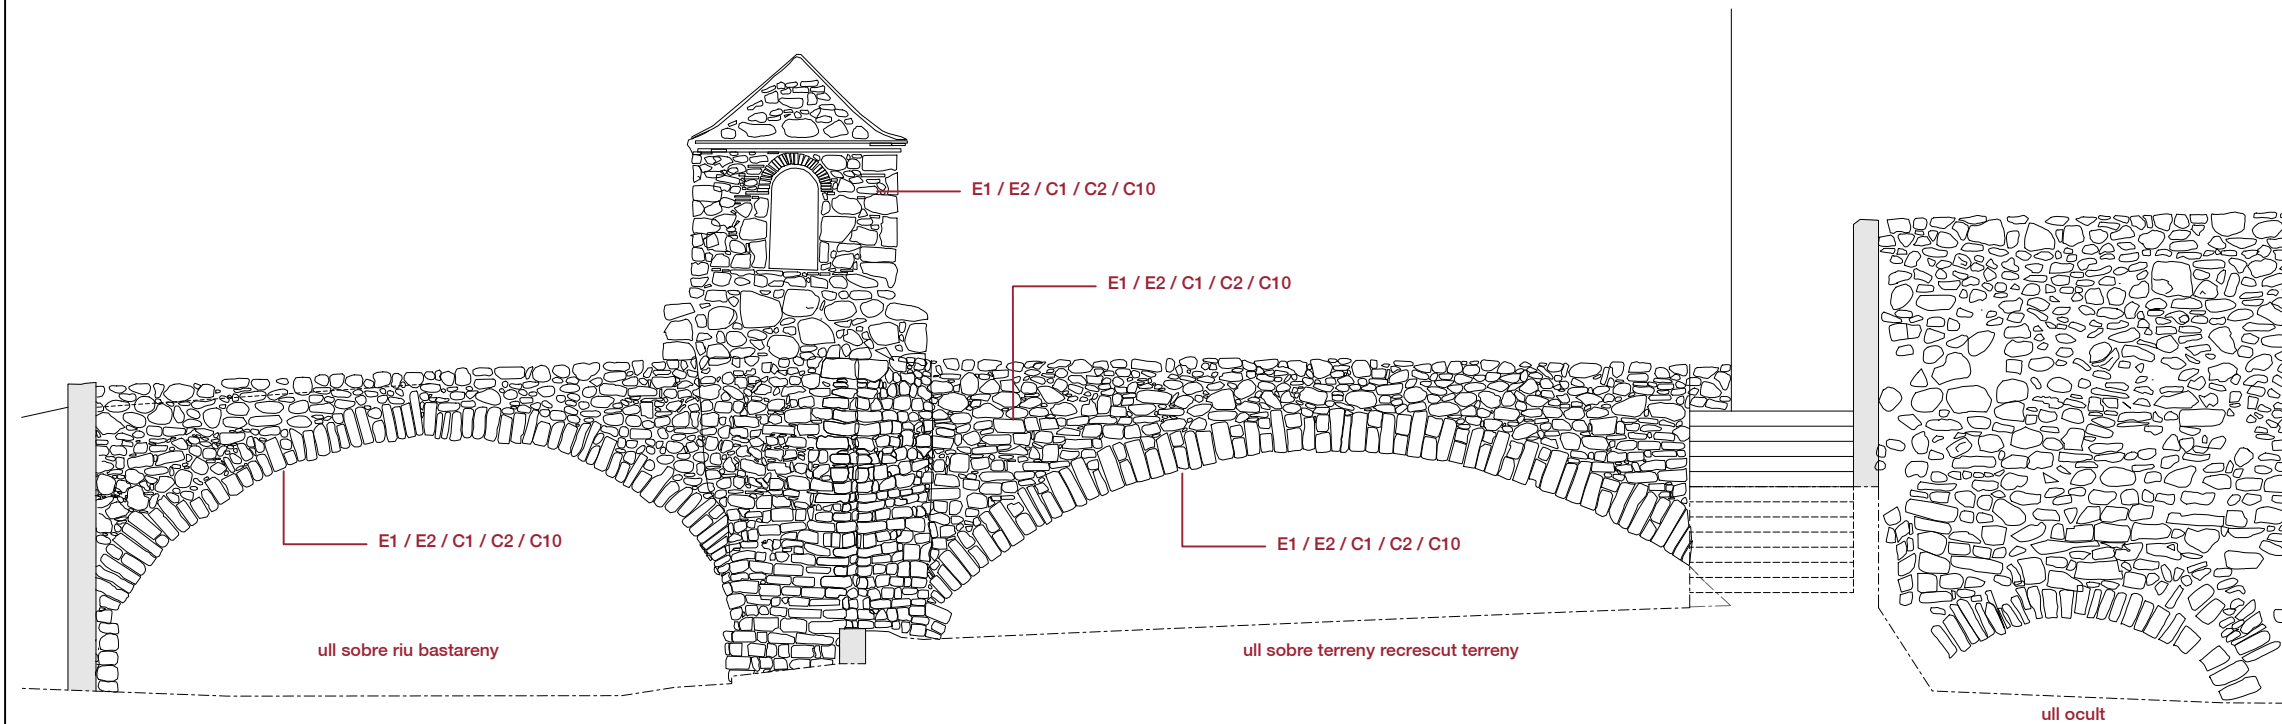 E1 / E2 / C1 / C2 / C10
E1 / E2 / C1 / C2 / C10
E1 / E2 / C1 / C2 / C10
E1 / E2 / C1 / C2 / C10
ull sobre riu bastareny
ull sobre terreny recrescut terreny
ull ocult